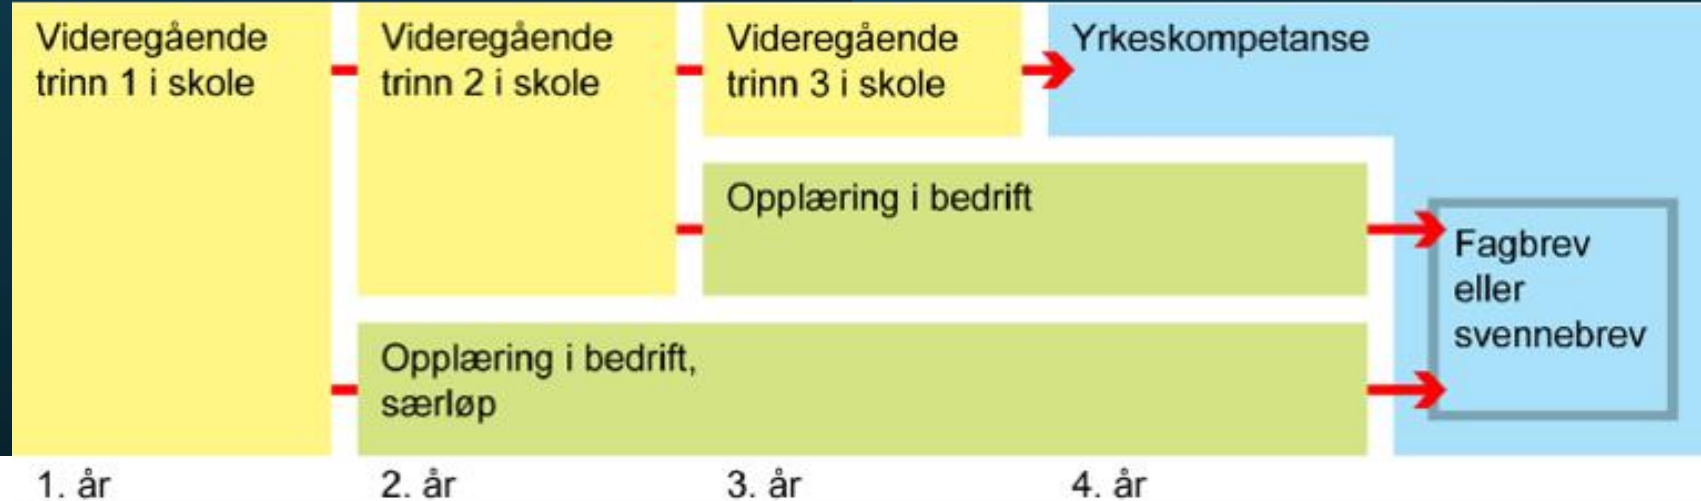 Videregående
trinn 1 i skole
Videregående
trinn 2 i skole
Videregående
trinn 3 i skole
Yrkeskompetanse
Opplæring i bedrift
Fagbrev
eller
svennebrev
Opplæring i bedrift,
særløp
1. år
2. år
3. år
4. år